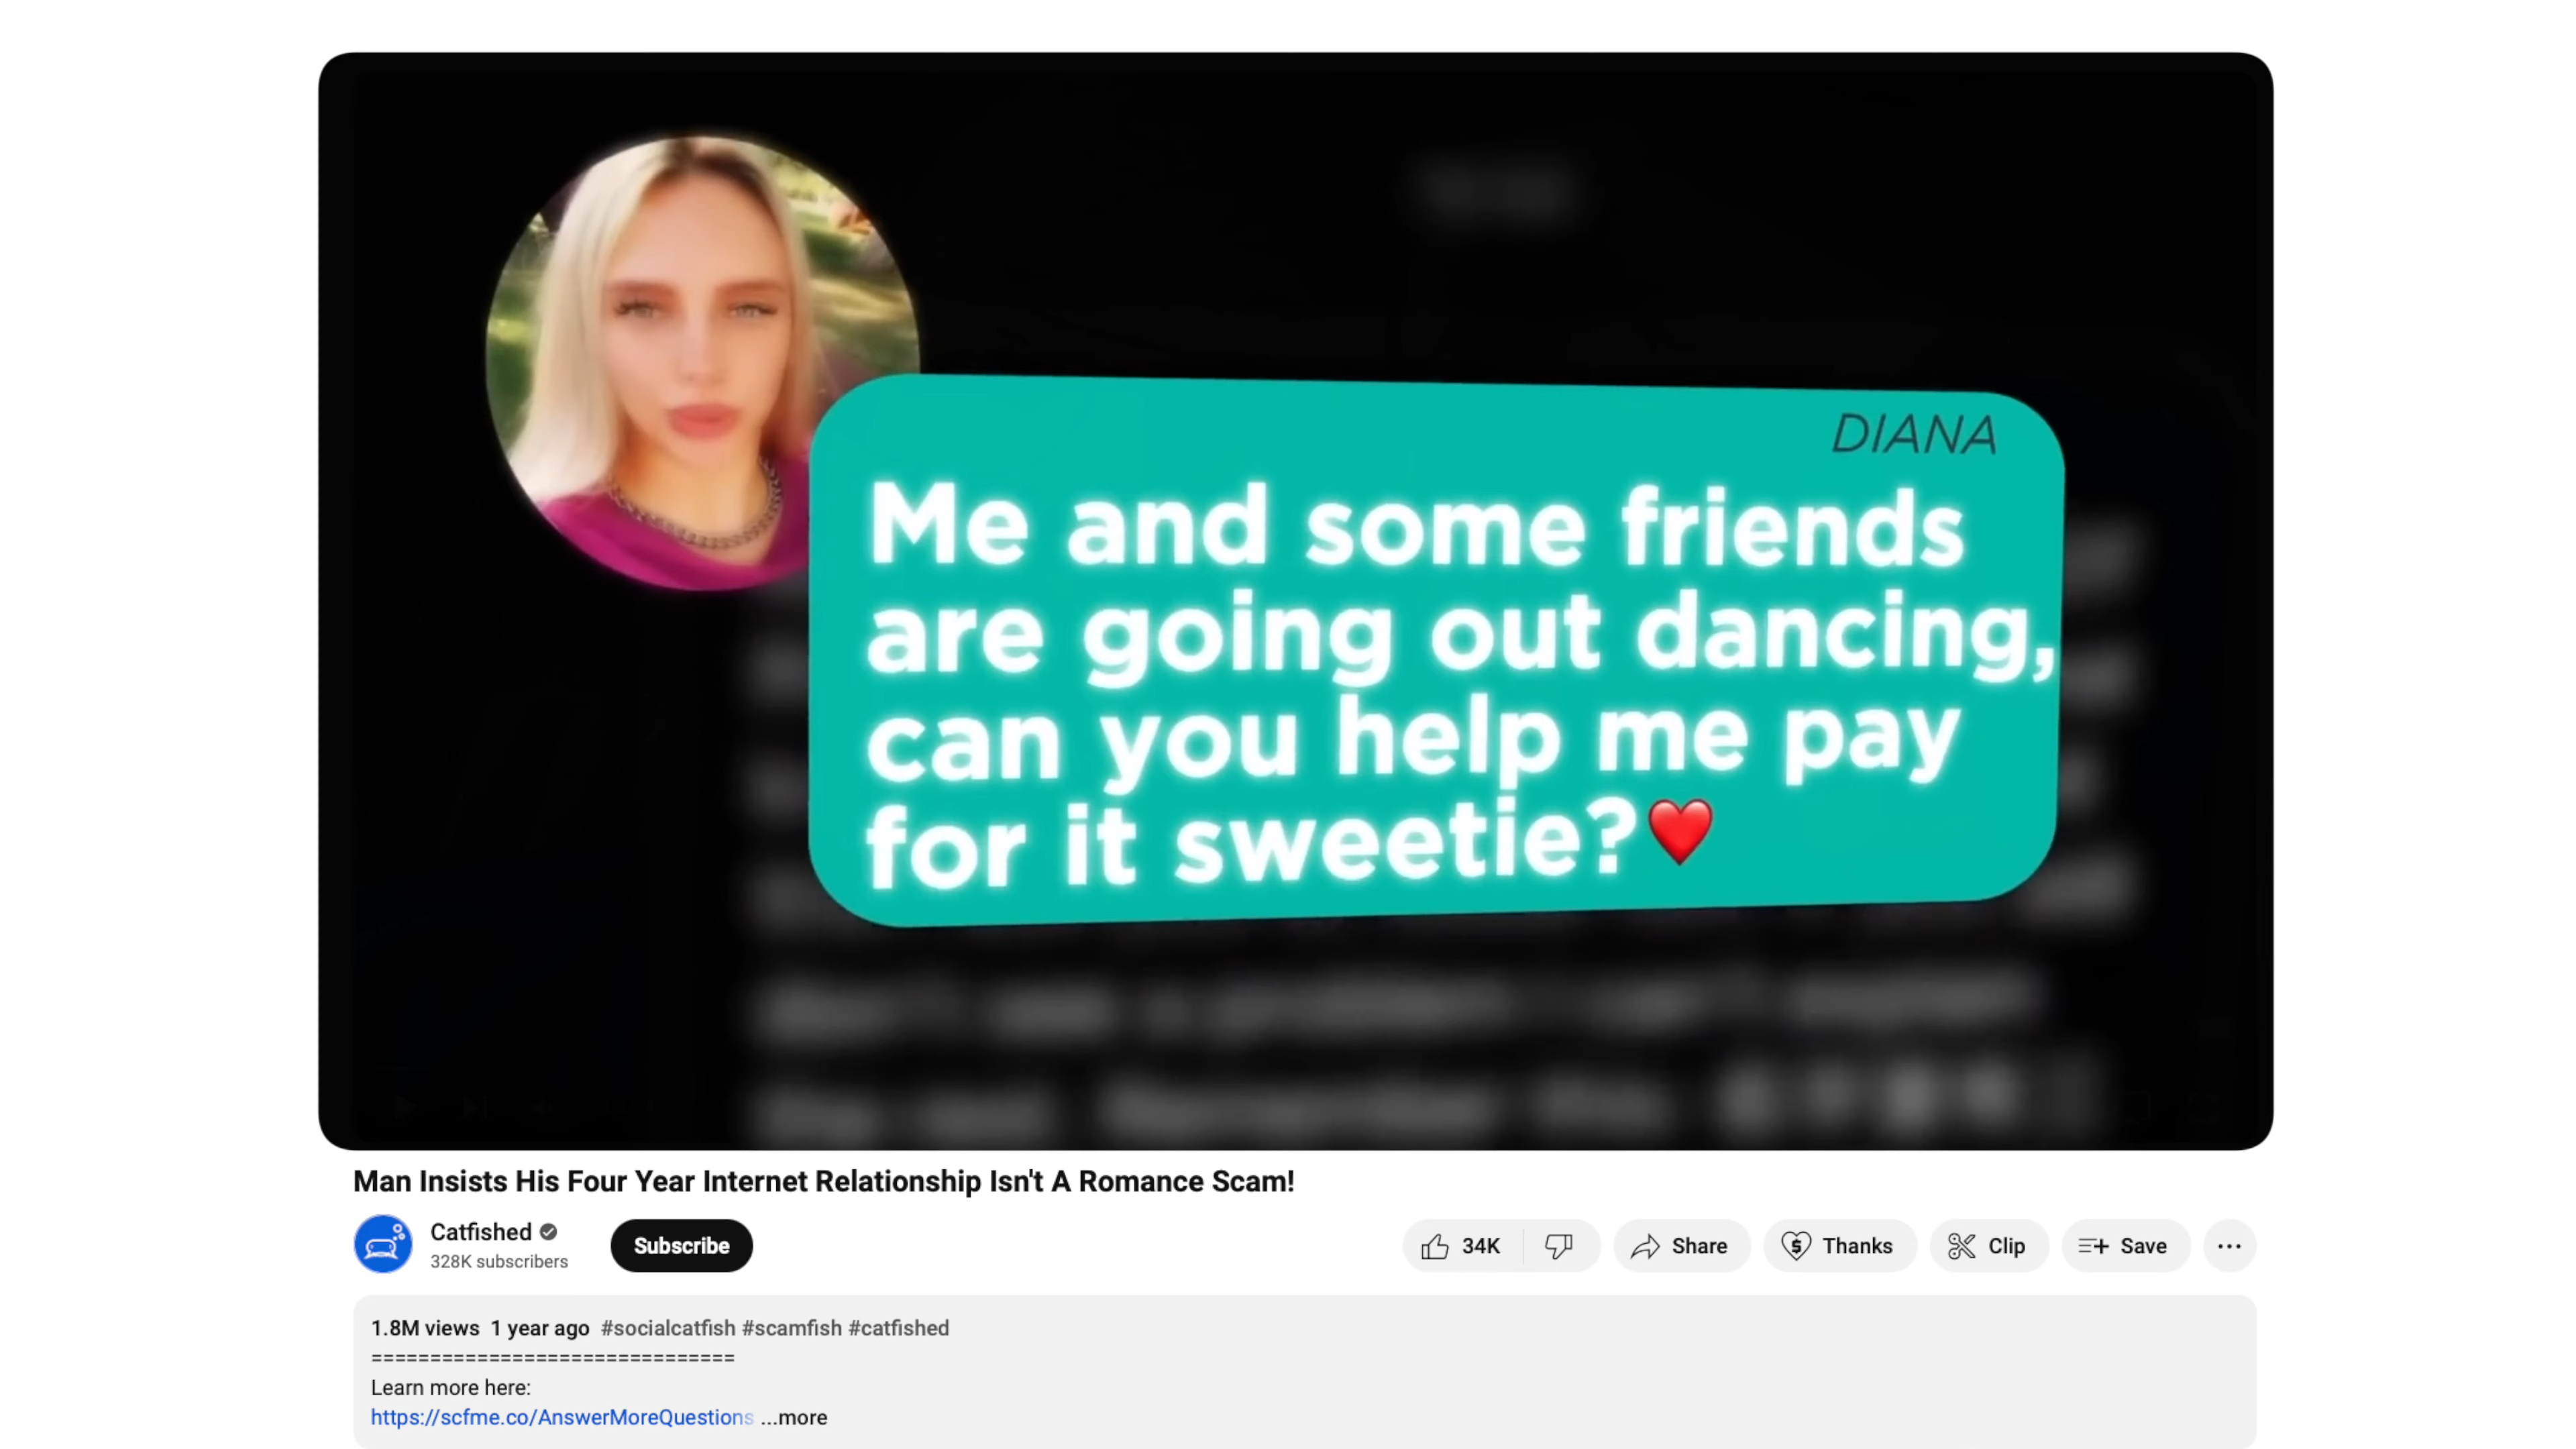 DIANA
Me and some friends
are going out dancing,
can you help me pay
for it sweetie?❤️
Man Insists His Four Year Internet Relationship Isn't A Romance Scam!
Catfished
328K subscribers
Subscribe
34K
Share
Thanks
Clip
Save
1.8M views 1 year ago #socialcatfish #scamfish #catfished
===============================
Learn more here:
https://scfme.co/AnswerMoreQuestions ...more